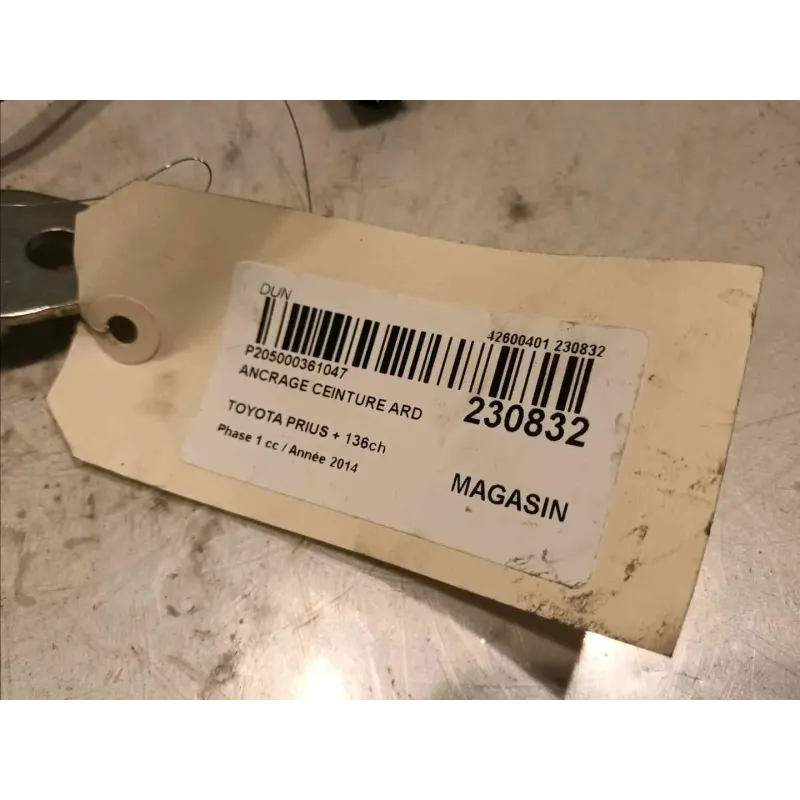 DUN
42600401 230832
P205000361047
ANCRAGE CEINTURE ARD
230832
TOYOTA PRIUS + 136ch
Phase 1 cc / Année 2014
MAGASIN